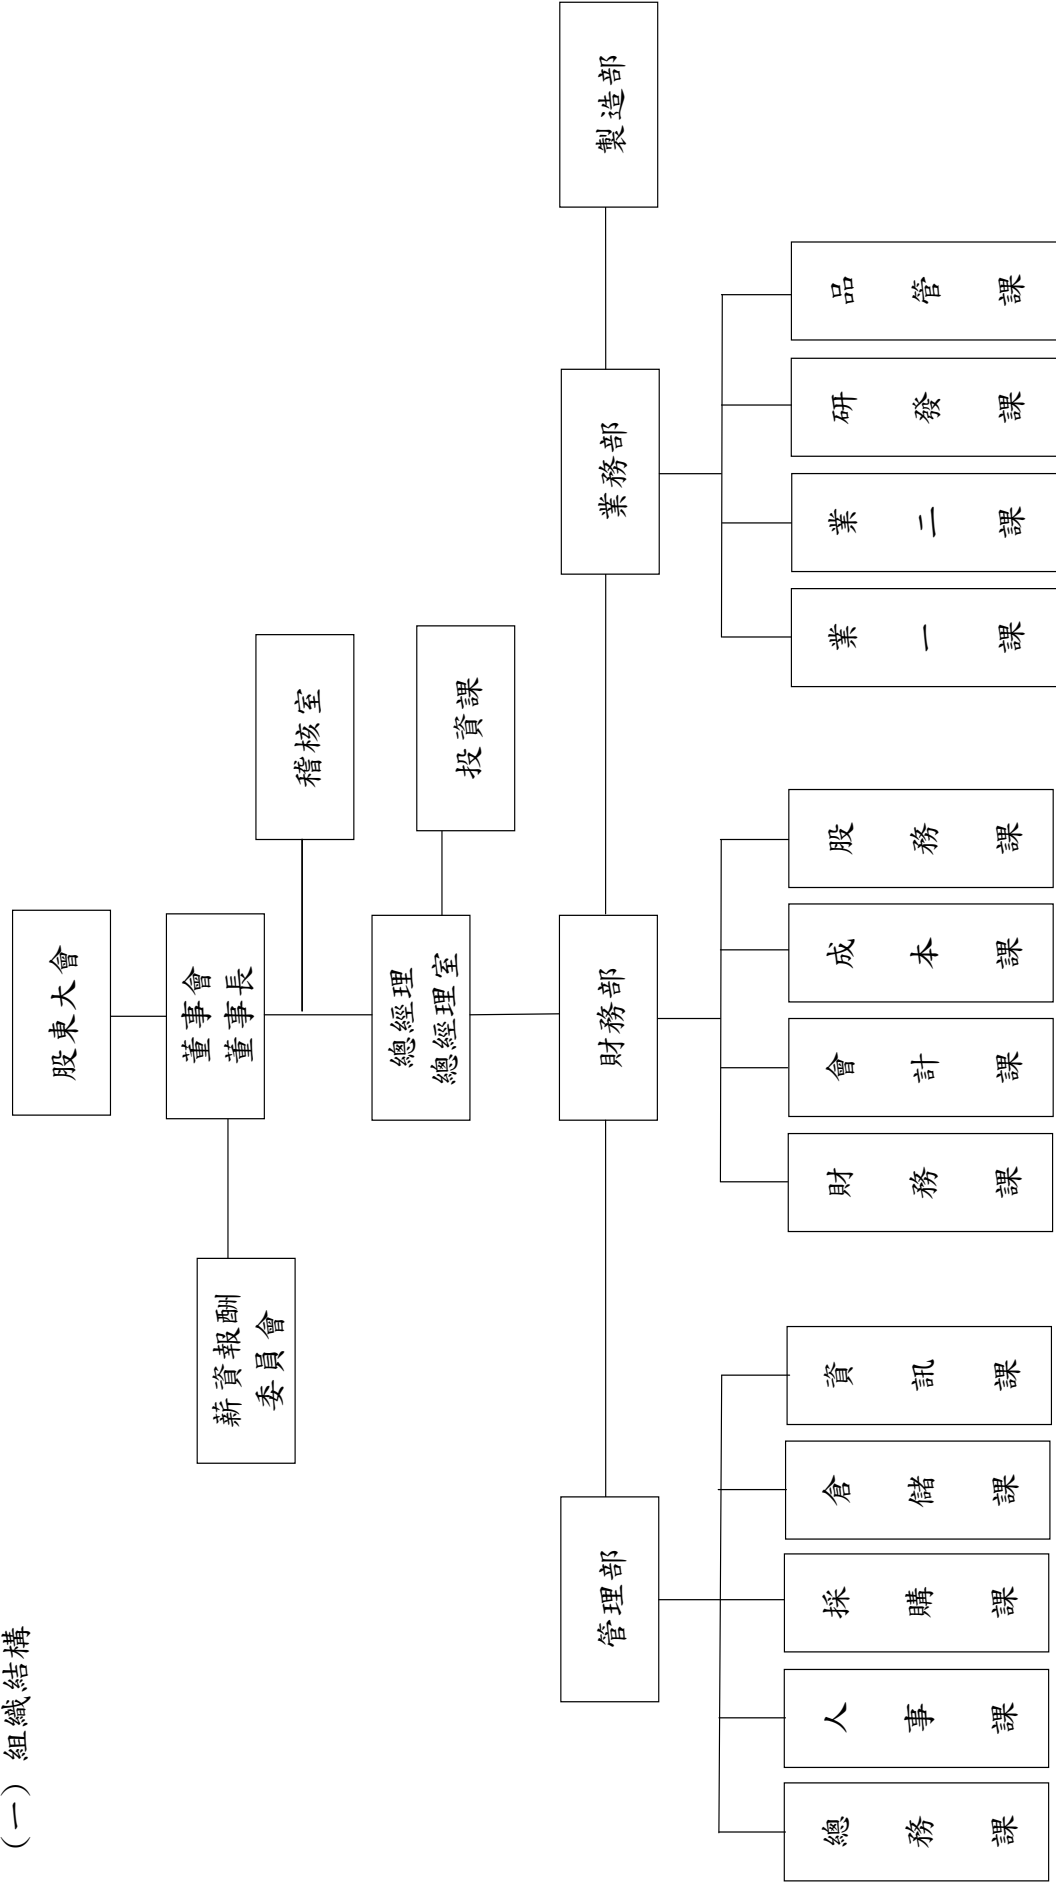 (一) 組織結構
股東大會
董事會
董事長
薪資報酬
委員會
稽核室
總經理
總經理室
投資課
管理部
財務部
業務部
製造部
總務課
人事課
採購課
倉儲課
資訊課
財務課
會計課
成本課
股務課
業一課
業二課
研發課
品管課